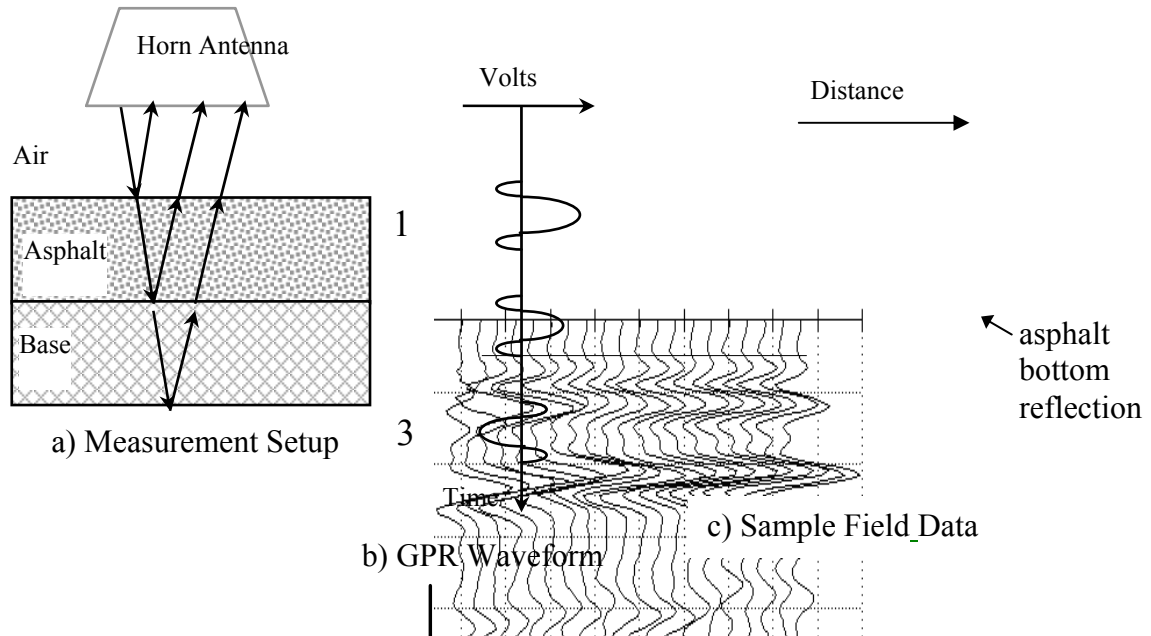 Horn Antenna
Volts
Distance
Air
1
Asphalt
asphalt
bottom
reflection
Base
3
a) Measurement Setup
Time
c) Sample Field Data
b) GPR Waveform